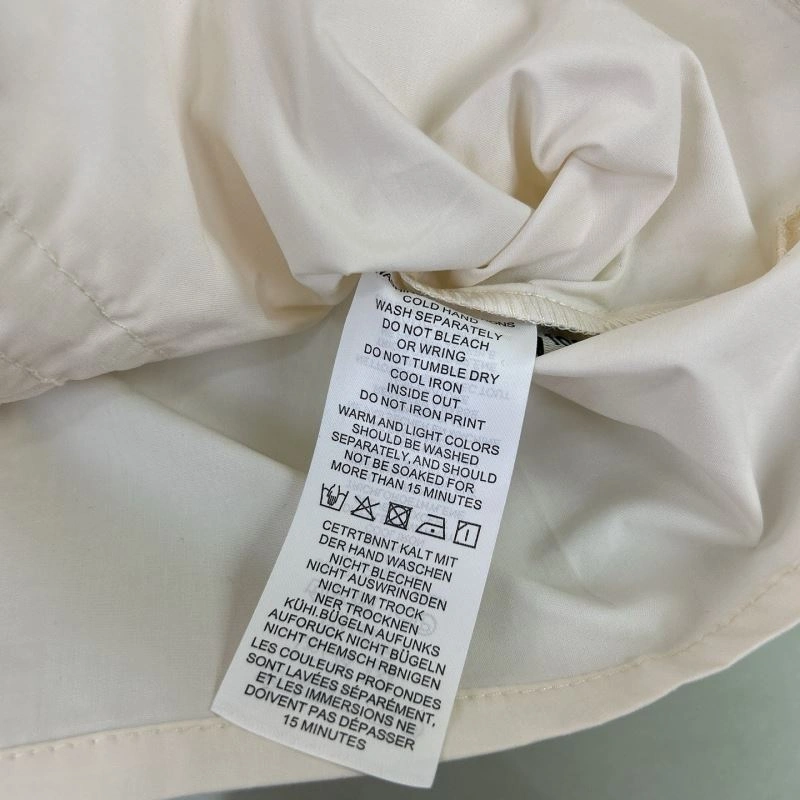 COLD HAND
WASH SEPARATELY
DO NOT BLEACH
OR WRING
DO NOT TUMBLE DRY
COOL IRON
INSIDE OUT
DO NOT IRON PRINT
WARM AND LIGHT COLORS
SHOULD BE WASHED
SEPARATELY, AND SHOULD
NOT BE SOAKED FOR
MORE THAN 15 MINUTES
CETRTBNNT KALT MIT
DER HAND WASCHEN
NICHT BLECHEN
NICHT AUSWRINGDEN
NICHT IM TROCK
NER TROCKNEN
KÜHI.BÜGELN AUFUNKS
AUFORUCK NICHT BÜGELN
NICHT CHEMSCH RBNIGEN
LES COULEURS PROFONDES
SONT LAVÉES SÉPARÉMENT,
ET LES IMMERSIONS NE
DOIVENT PAS DÉPASSER
15 MINUTES